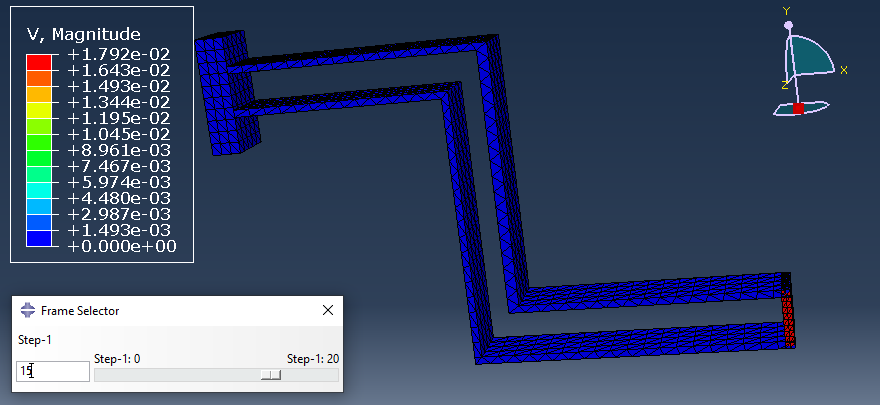 V, Magnitude
+1.792e-02
+1.643e-02
+1.493e-02
+1.344e-02
+1.195e-02
+1.045e-02
+8.961e-03
+7.467e-03
+5.974e-03
+4.480e-03
+2.987e-03
+1.493e-03
+0.000e+00
Y
X
Z
Frame Selector
Step-1
Step-1: 0 Step-1: 20
15